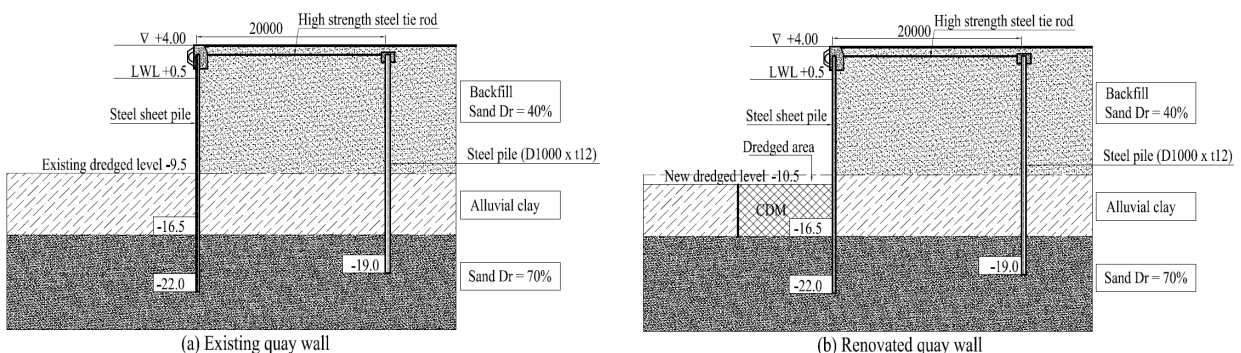 High strength steel tie rod
20000
∇ +4.00
LWL +0.5
Backfill
Sand Dr = 40%
Steel sheet pile
Steel pile (D1000 x t12)
Existing dredged level -9.5
Alluvial clay
-16.5
-19.0
Sand Dr = 70%
-22.0
(a) Existing quay wall
High strength steel tie rod
20000
∇ +4.00
LWL +0.5
Backfill
Sand Dr = 40%
Steel sheet pile
Dredged area
Steel pile (D1000 x t12)
New dredged level -10.5
CDM
Alluvial clay
-16.5
-19.0
Sand Dr = 70%
-22.0
(b) Renovated quay wall